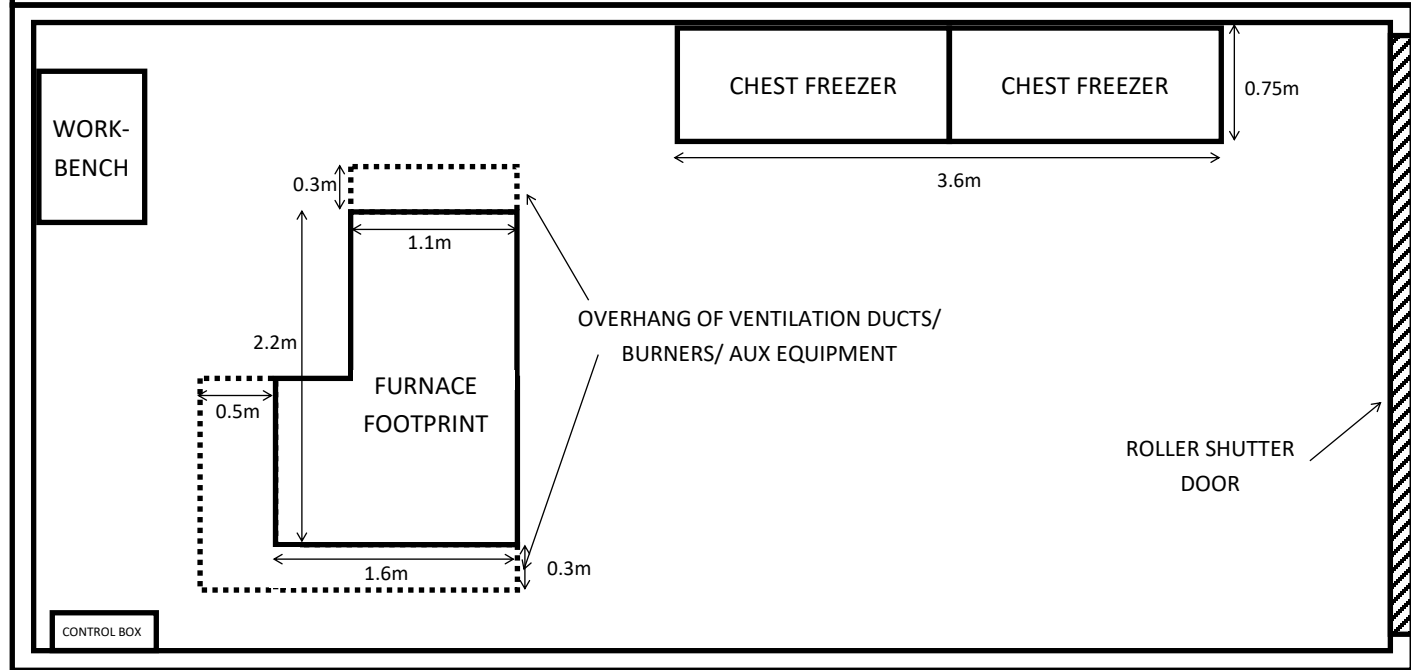 CHEST FREEZER
CHEST FREEZER
0.75m
WORK-
BENCH
3.6m
0.3m
1.1m
OVERHANG OF VENTILATION DUCTS/
BURNERS/ AUX EQUIPMENT
2.2m
FURNACE
FOOTPRINT
0.5m
ROLLER SHUTTER
DOOR
1.6m
0.3m
CONTROL BOX